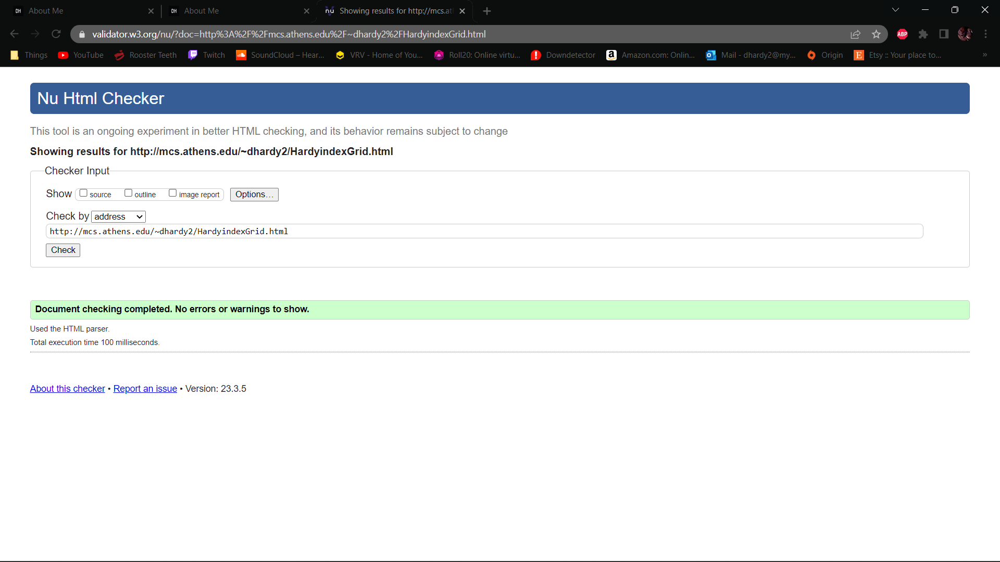 DH About Me
DH About Me
nu Showing results for http://mcs.at
validator.w3.org/nu/?doc=http%3A%2F%2Fmcs.athens.edu%2F~dhardy2%2FHardyindexGrid.html
ABP
Things
YouTube
Rooster Teeth
Twitch
SoundCloud – Hear...
VRV - Home of You...
Roll20: Online virtu...
Downdetector
Amazon.com: Onlin...
Mail - dhardy2@my...
Origin
Etsy :: Your place to...
»
Nu Html Checker
This tool is an ongoing experiment in better HTML checking, and its behavior remains subject to change
Showing results for http://mcs.athens.edu/~dhardy2/HardyindexGrid.html
Checker Input
Show source outline image report Options...
Check by address
http://mcs.athens.edu/~dhardy2/HardyindexGrid.html
Check
Document checking completed. No errors or warnings to show.
Used the HTML parser.
Total execution time 100 milliseconds.
About this checker • Report an issue • Version: 23.3.5